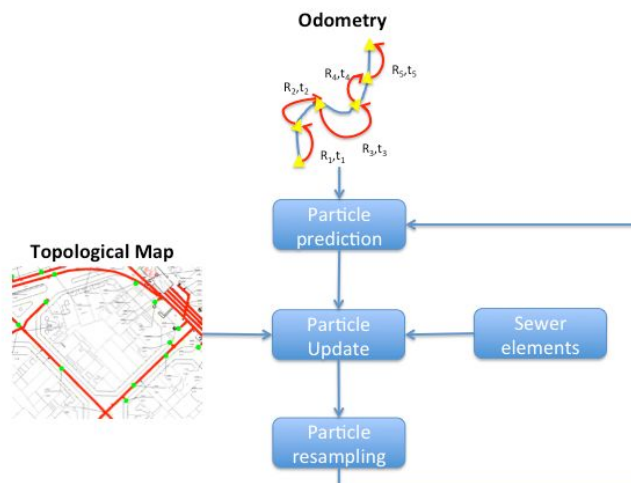 Odometry
R4,t4
R5,t5
R2,t2
R3,t3
R1,t1
Particle
prediction
Topological Map
Particle
Update
Sewer
elements
Particle
resampling